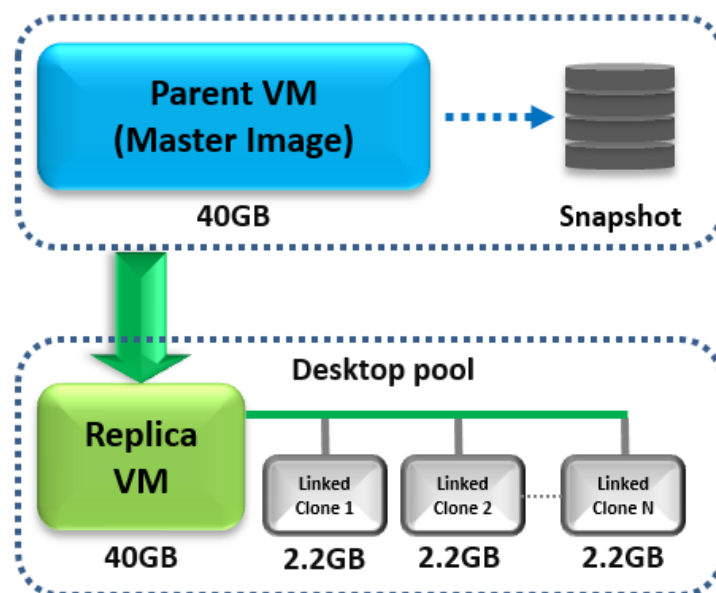 Parent VM
(Master Image)
40GB
Snapshot
Desktop pool
Replica
VM
Linked
Clone 1
Linked
Clone 2
Linked
Clone N
40GB
2.2GB
2.2GB
2.2GB